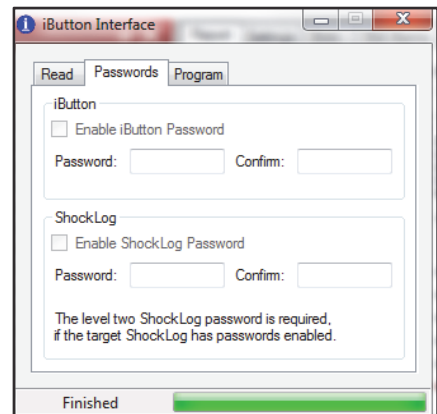 iButton Interface
Read Passwords Program
iButton
Enable iButton Password
Password: Confirm:
ShockLog
Enable ShockLog Password
Password: Confirm:
The level two ShockLog password is required,
if the target ShockLog has passwords enabled.
Finished